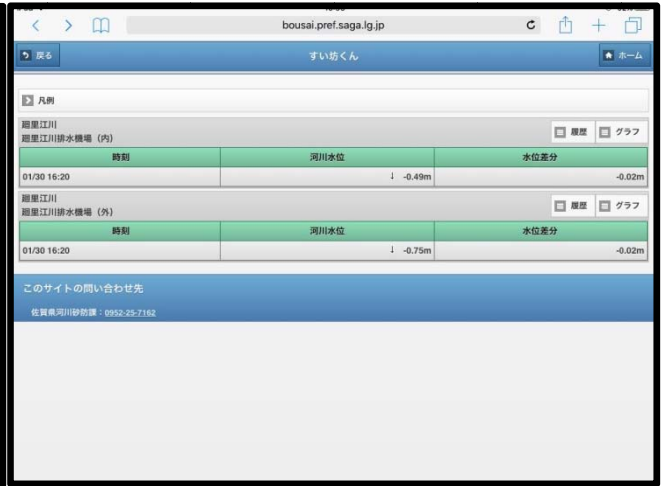 bousai.pref.saga.lg.jp
戻る
すい坊くん
ホーム
凡例
廻里江川
廻里江川排水機場（内）
履歴
グラフ
時刻
河川水位
水位差分
01/30 16:20
↓ -0.49m
-0.02m
廻里江川
廻里江川排水機場（外）
履歴
グラフ
時刻
河川水位
水位差分
01/30 16:20
↓ -0.75m
-0.02m
このサイトの問い合わせ先
佐賀県河川砂防課：0952-25-7162